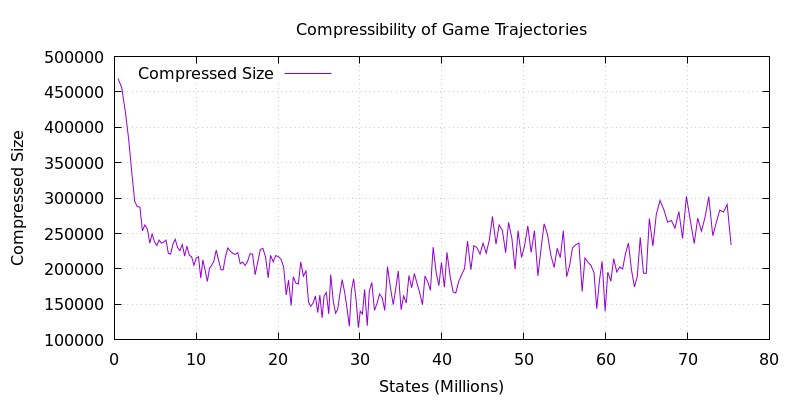 Compressibility of Game Trajectories
Compressed Size
500000
450000
400000
350000
300000
250000
200000
150000
100000
Compressed Size
0 10 20 30 40 50 60 70 80
States (Millions)